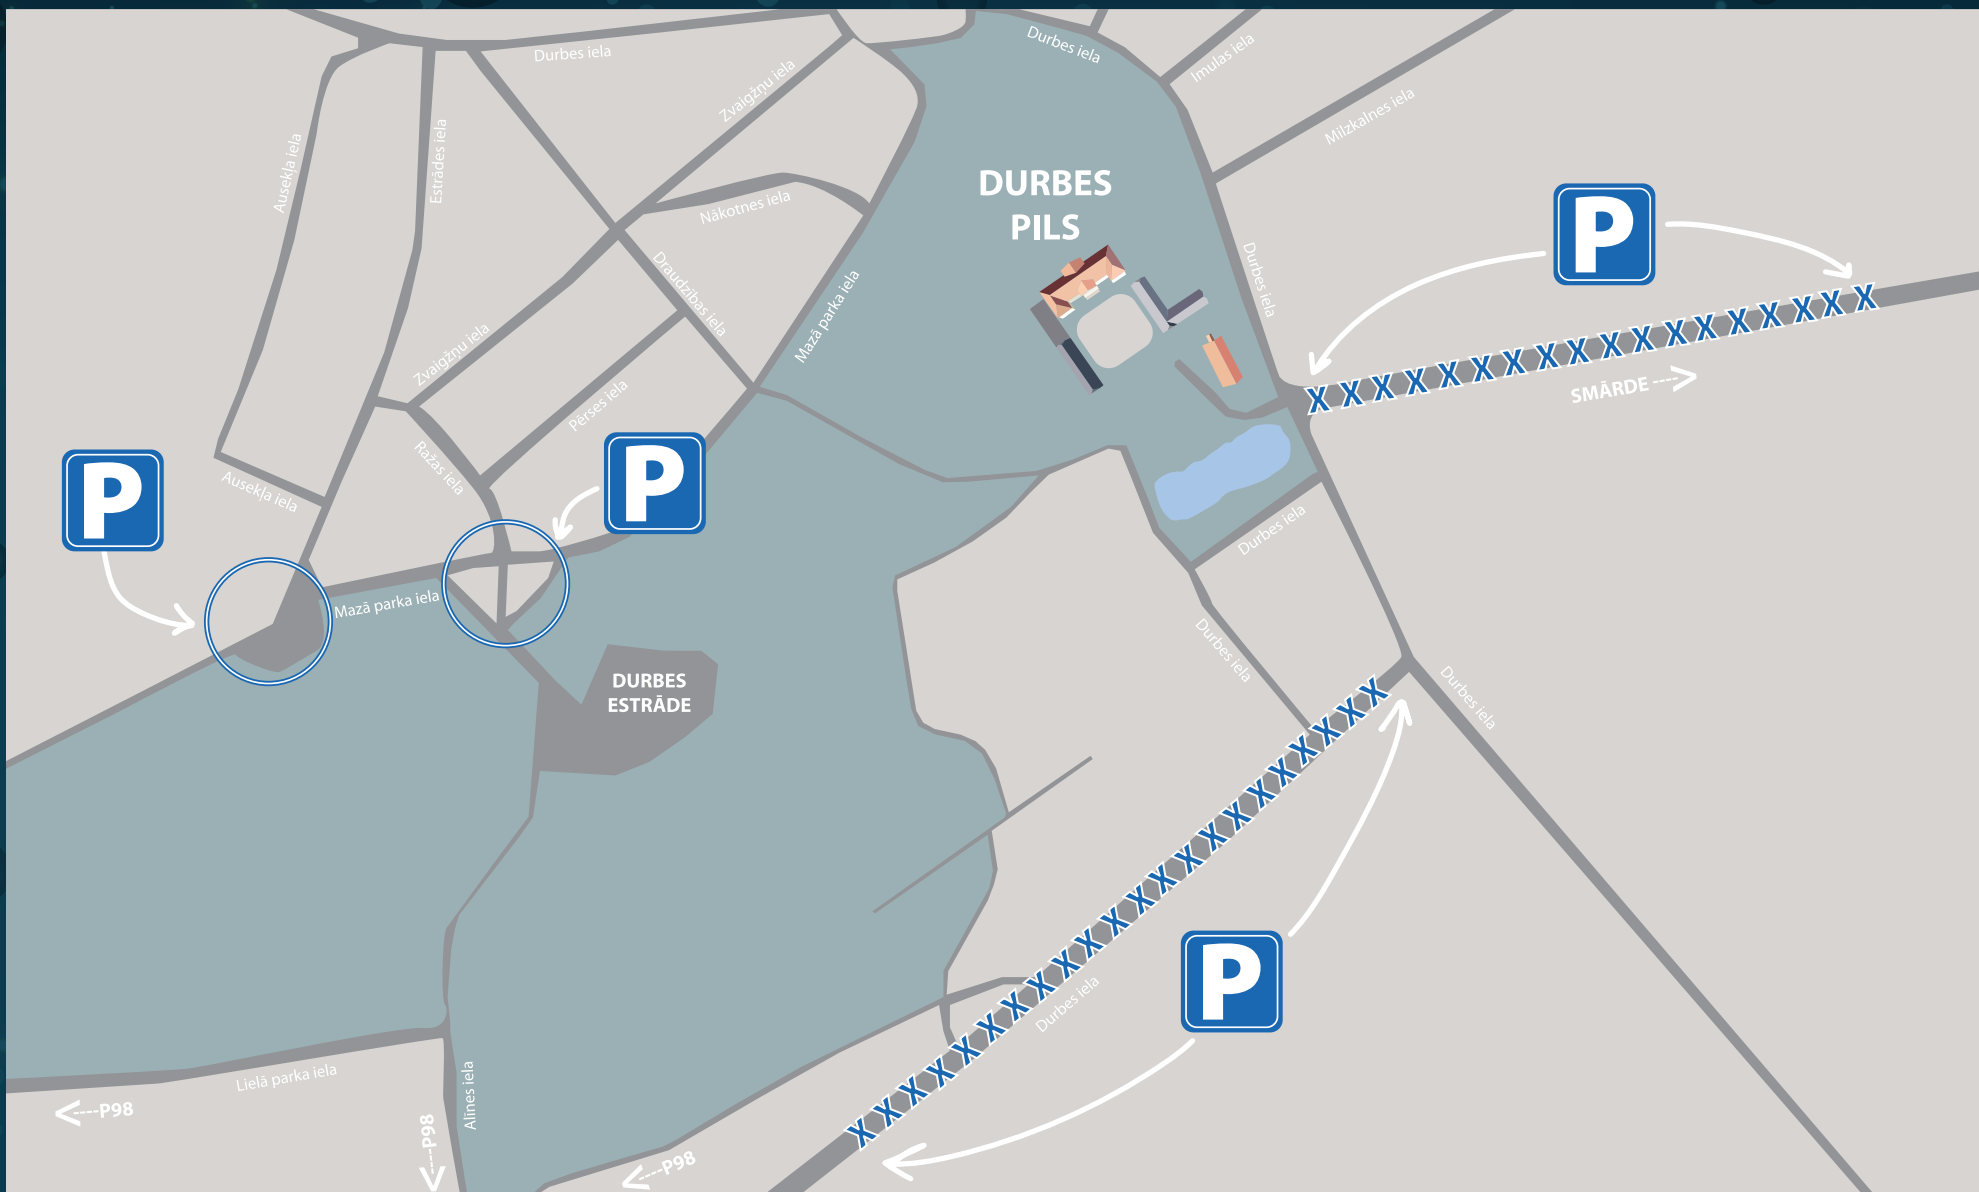 Durbes iela
Durbes iela
Imulas iela
Zvaigžņu iela
Milzkalnes iela
Ausekļa iela
Estrādes iela
DURBES
PILS
Nākotnes iela
Draudzības iela
Mazā parka iela
Durbes iela
P
Zvaigžņu iela
Pērses iela
SMĀRDE ---->
X X X X X X X X X X X X X X X X X X
Ražas iela
Ausekļa iela
P
P
Durbes iela
Mazā parka iela
DURBES
ESTRĀDE
Durbes iela
Durbes iela
X X X X X X X X X X X X X X X X X X X X X X
P
Durbes iela
Lielā parka iela
Alines iela
<----P98
<----P98
<----P98